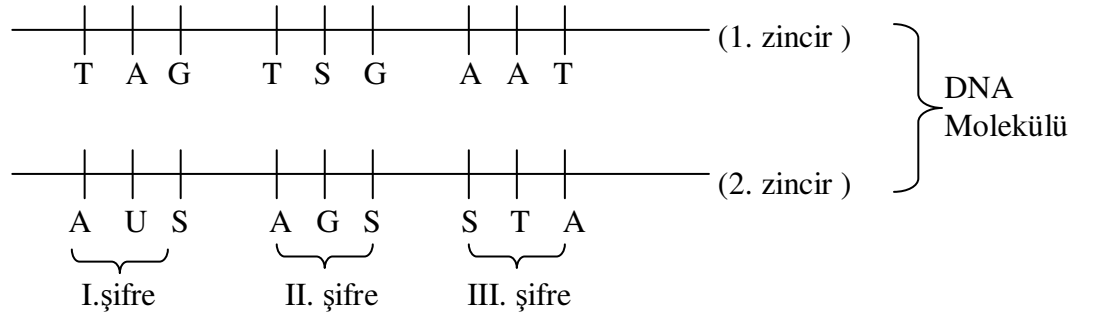 (1. zincir )
T A G T S G A A T
DNA
Molekülü
(2. zincir )
A U S A G S S T A
I.şifre II. şifre III. şifre